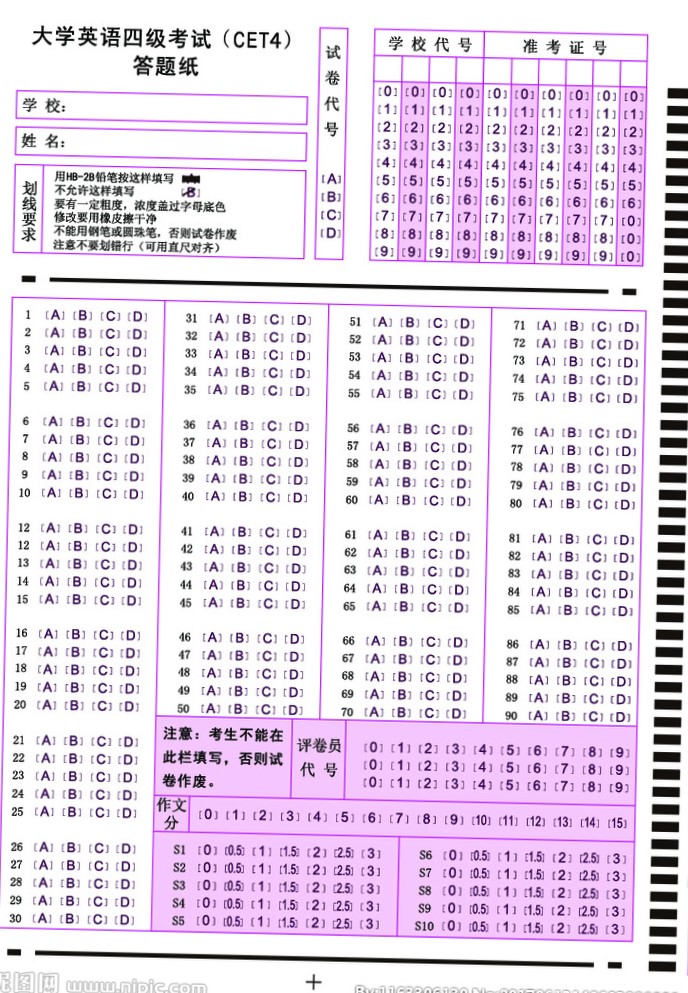 大学英语四级考试（CET4）
答题纸
学 校：
姓 名：
划线要求
用HB-2B铅笔按这样填写
不允许这样填写 [B]
要有一定粗度，浓度盖过字母底色
修改要用橡皮擦干净
不能用钢笔或圆珠笔，否则试卷作废
注意不要划错行（可用直尺对齐）
试卷代号
[A]
[B]
[C]
[D]
学校代号 准考证号
[0] [0] [0] [0] [0] [0] [0] [0] [0] [0]
[1] [1] [1] [1] [1] [1] [1] [1] [1] [1]
[2] [2] [2] [2] [2] [2] [2] [2] [2] [2]
[3] [3] [3] [3] [3] [3] [3] [3] [3] [3]
[4] [4] [4] [4] [4] [4] [4] [4] [4] [4]
[5] [5] [5] [5] [5] [5] [5] [5] [5] [5]
[6] [6] [6] [6] [6] [6] [6] [6] [6] [6]
[7] [7] [7] [7] [7] [7] [7] [7] [7] [0]
[8] [8] [8] [8] [8] [8] [8] [8] [8] [0]
[9] [9] [9] [9] [9] [9] [9] [9] [9] [0]
1 [A] [B] [C] [D]
2 [A] [B] [C] [D]
3 [A] [B] [C] [D]
4 [A] [B] [C] [D]
5 [A] [B] [C] [D]
6 [A] [B] [C] [D]
7 [A] [B] [C] [D]
8 [A] [B] [C] [D]
9 [A] [B] [C] [D]
10 [A] [B] [C] [D]
12 [A] [B] [C] [D]
12 [A] [B] [C] [D]
13 [A] [B] [C] [D]
14 [A] [B] [C] [D]
15 [A] [B] [C] [D]
16 [A] [B] [C] [D]
17 [A] [B] [C] [D]
18 [A] [B] [C] [D]
19 [A] [B] [C] [D]
20 [A] [B] [C] [D]
21 [A] [B] [C] [D]
22 [A] [B] [C] [D]
23 [A] [B] [C] [D]
24 [A] [B] [C] [D]
25 [A] [B] [C] [D]
26 [A] [B] [C] [D]
27 [A] [B] [C] [D]
28 [A] [B] [C] [D]
29 [A] [B] [C] [D]
30 [A] [B] [C] [D]
31 [A] [B] [C] [D]
32 [A] [B] [C] [D]
33 [A] [B] [C] [D]
34 [A] [B] [C] [D]
35 [A] [B] [C] [D]
36 [A] [B] [C] [D]
37 [A] [B] [C] [D]
38 [A] [B] [C] [D]
39 [A] [B] [C] [D]
40 [A] [B] [C] [D]
41 [A] [B] [C] [D]
42 [A] [B] [C] [D]
43 [A] [B] [C] [D]
44 [A] [B] [C] [D]
45 [A] [B] [C] [D]
46 [A] [B] [C] [D]
47 [A] [B] [C] [D]
48 [A] [B] [C] [D]
49 [A] [B] [C] [D]
50 [A] [B] [C] [D]
51 [A] [B] [C] [D]
52 [A] [B] [C] [D]
53 [A] [B] [C] [D]
54 [A] [B] [C] [D]
55 [A] [B] [C] [D]
56 [A] [B] [C] [D]
57 [A] [B] [C] [D]
58 [A] [B] [C] [D]
59 [A] [B] [C] [D]
60 [A] [B] [C] [D]
61 [A] [B] [C] [D]
62 [A] [B] [C] [D]
63 [A] [B] [C] [D]
64 [A] [B] [C] [D]
65 [A] [B] [C] [D]
66 [A] [B] [C] [D]
67 [A] [B] [C] [D]
68 [A] [B] [C] [D]
69 [A] [B] [C] [D]
70 [A] [B] [C] [D]
71 [A] [B] [C] [D]
72 [A] [B] [C] [D]
73 [A] [B] [C] [D]
74 [A] [B] [C] [D]
75 [A] [B] [C] [D]
76 [A] [B] [C] [D]
77 [A] [B] [C] [D]
78 [A] [B] [C] [D]
79 [A] [B] [C] [D]
80 [A] [B] [C] [D]
81 [A] [B] [C] [D]
82 [A] [B] [C] [D]
83 [A] [B] [C] [D]
84 [A] [B] [C] [D]
85 [A] [B] [C] [D]
86 [A] [B] [C] [D]
87 [A] [B] [C] [D]
88 [A] [B] [C] [D]
89 [A] [B] [C] [D]
90 [A] [B] [C] [D]
注意：考生不能在
此栏填写，否则试
卷作废。
评卷员
代 号
[0] [1] [2] [3] [4] [5] [6] [7] [8] [9]
[0] [1] [2] [3] [4] [5] [6] [7] [8] [9]
[0] [1] [2] [3] [4] [5] [6] [7] [8] [9]
作文
分
[0] [1] [2] [3] [4] [5] [6] [7] [8] [9] [10] [11] [12] [13] [14] [15]
S1 [0] [0.5] [1] [1.5] [2] [2.5] [3]
S2 [0] [0.5] [1] [1.5] [2] [2.5] [3]
S3 [0] [0.5] [1] [1.5] [2] [2.5] [3]
S4 [0] [0.5] [1] [1.5] [2] [2.5] [3]
S5 [0] [0.5] [1] [1.5] [2] [2.5] [3]
S6 [0] [0.5] [1] [1.5] [2] [2.5] [3]
S7 [0] [0.5] [1] [1.5] [2] [2.5] [3]
S8 [0] [0.5] [1] [1.5] [2] [2.5] [3]
S9 [0] [0.5] [1] [1.5] [2] [2.5] [3]
S10 [0] [0.5] [1] [1.5] [2] [2.5] [3]
图网 www.nipic.com